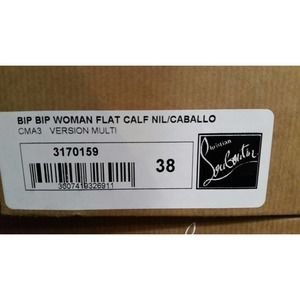 BIP BIP WOMAN FLAT CALF NIL/CABALLO
CMA3 VERSION MULTI
3170159
38
Christian
Louboutin